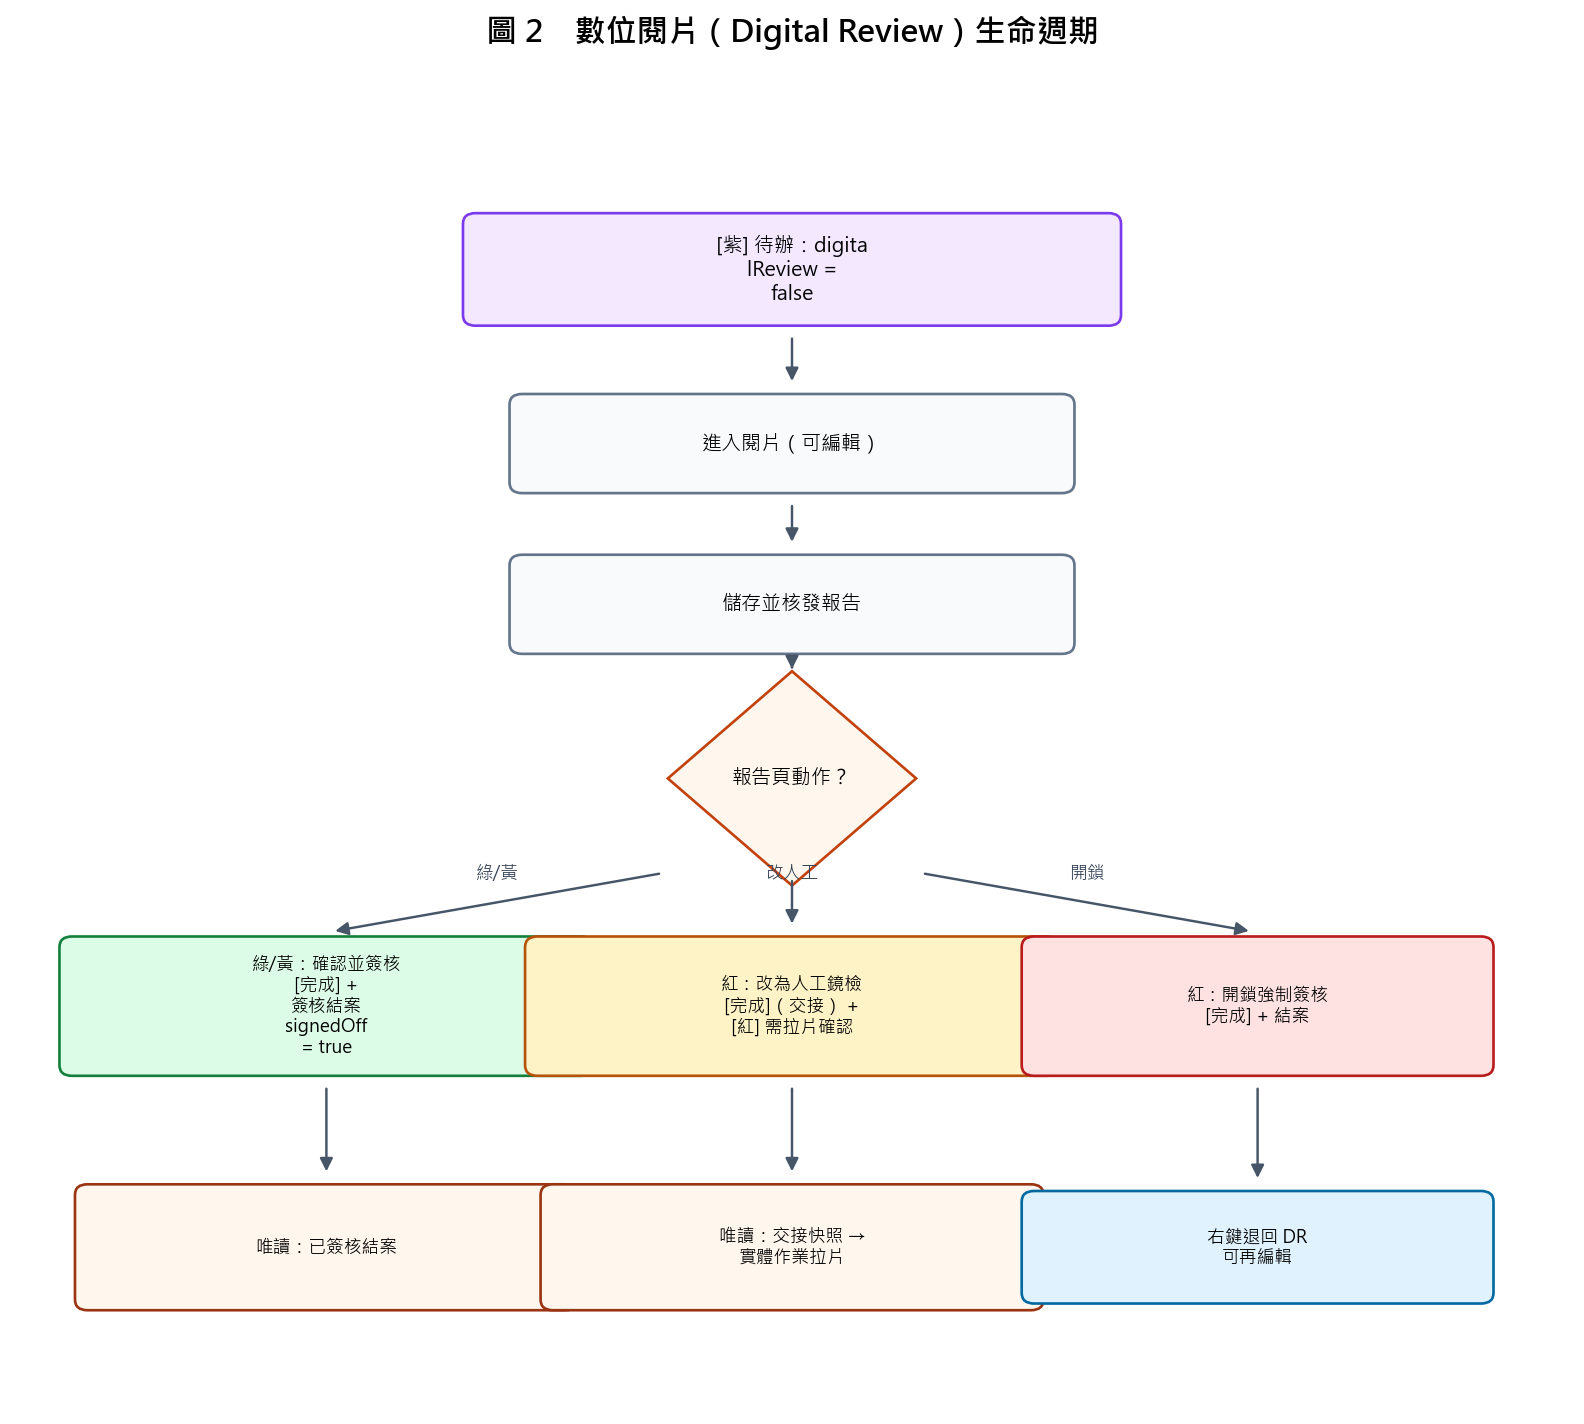 圖 2　數位閱片（Digital Review）生命週期
[紫] 待辦：digita
lReview =
false
進入閱片（可編輯）
儲存並核發報告
報告頁動作？
綠/黃
改人工
開鎖
綠/黃：確認並簽核
[完成] +
簽核結案
signedOff
= true
紅：改為人工鏡檢
[完成]（交接） +
[紅] 需拉片確認
紅：開鎖強制簽核
[完成] + 結案
唯讀：已簽核結案
唯讀：交接快照 →
實體作業拉片
右鍵退回 DR
可再編輯